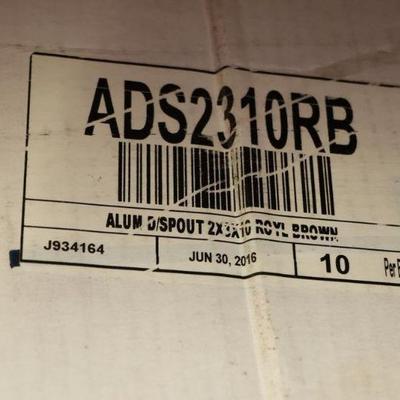 ADS2310RB
ALUM D/SPOUT 2X3X10 ROYL BROWN
J934164 JUN 30, 2016 10 Per